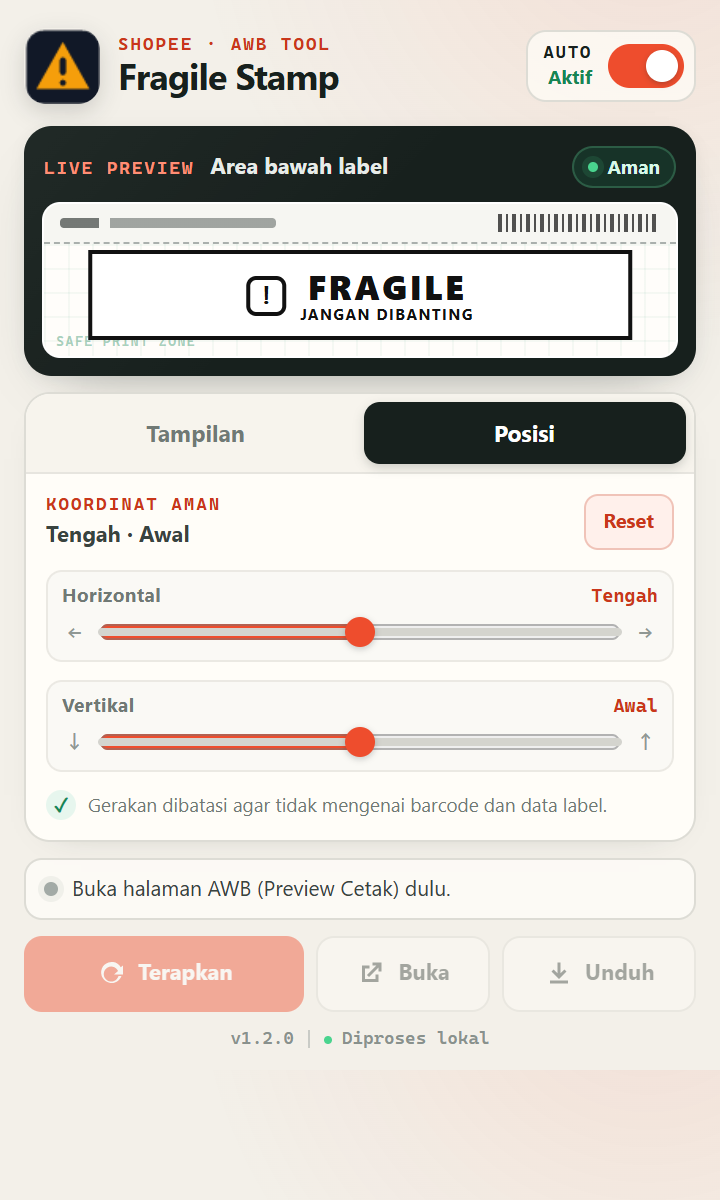 SHOPEE · AWB TOOL
Fragile Stamp
AUTO
Aktif
LIVE PREVIEW Area bawah label
Aman
! FRAGILE
JANGAN DIBANTING
SAFE PRINT ZONE
Tampilan
Posisi
KOORDINAT AMAN
Tengah · Awal
Reset
Horizontal
Tengah
← →
Vertikal
Awal
↓ ↑
✓ Gerakan dibatasi agar tidak mengenai barcode dan data label.
Buka halaman AWB (Preview Cetak) dulu.
Terapkan
Buka
Unduh
v1.2.0 | Diproses lokal